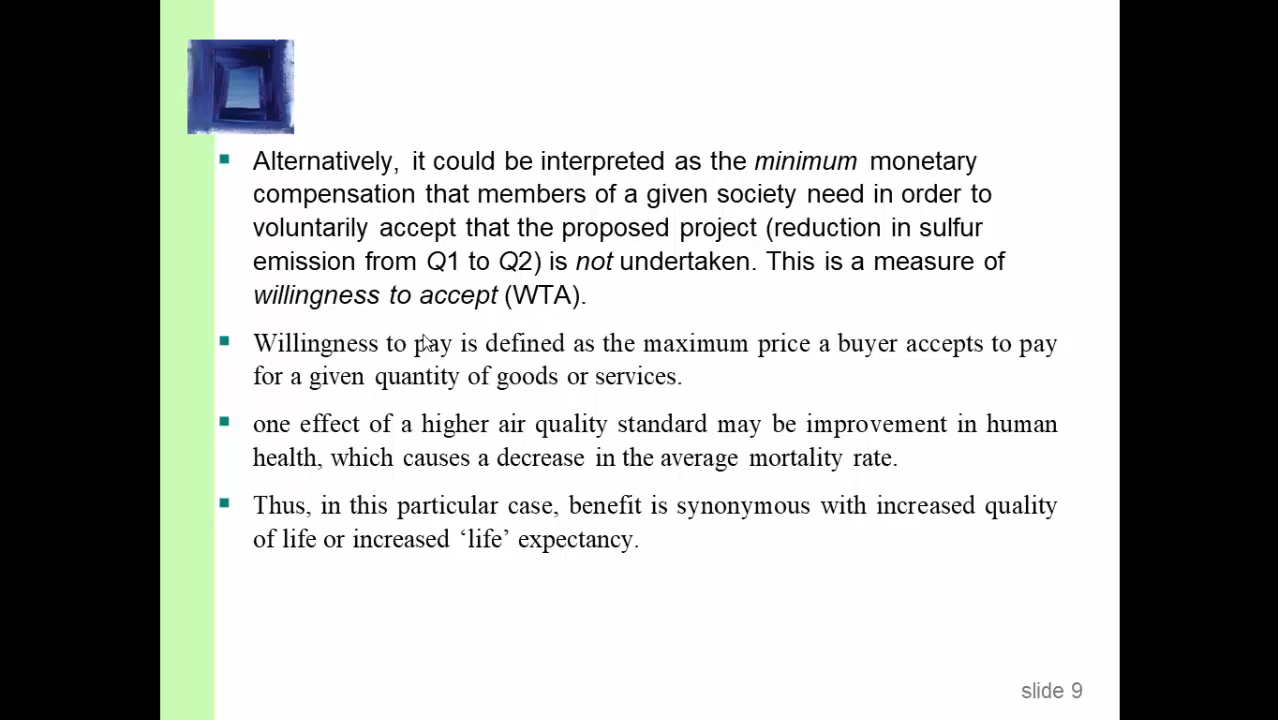 Alternatively, it could be interpreted as the minimum monetary
compensation that members of a given society need in order to
voluntarily accept that the proposed project (reduction in sulfur
emission from Q1 to Q2) is not undertaken. This is a measure of
willingness to accept (WTA).
Willingness to pay is defined as the maximum price a buyer accepts to pay
for a given quantity of goods or services.
one effect of a higher air quality standard may be improvement in human
health, which causes a decrease in the average mortality rate.
Thus, in this particular case, benefit is synonymous with increased quality
of life or increased ‘life’ expectancy.
slide 9